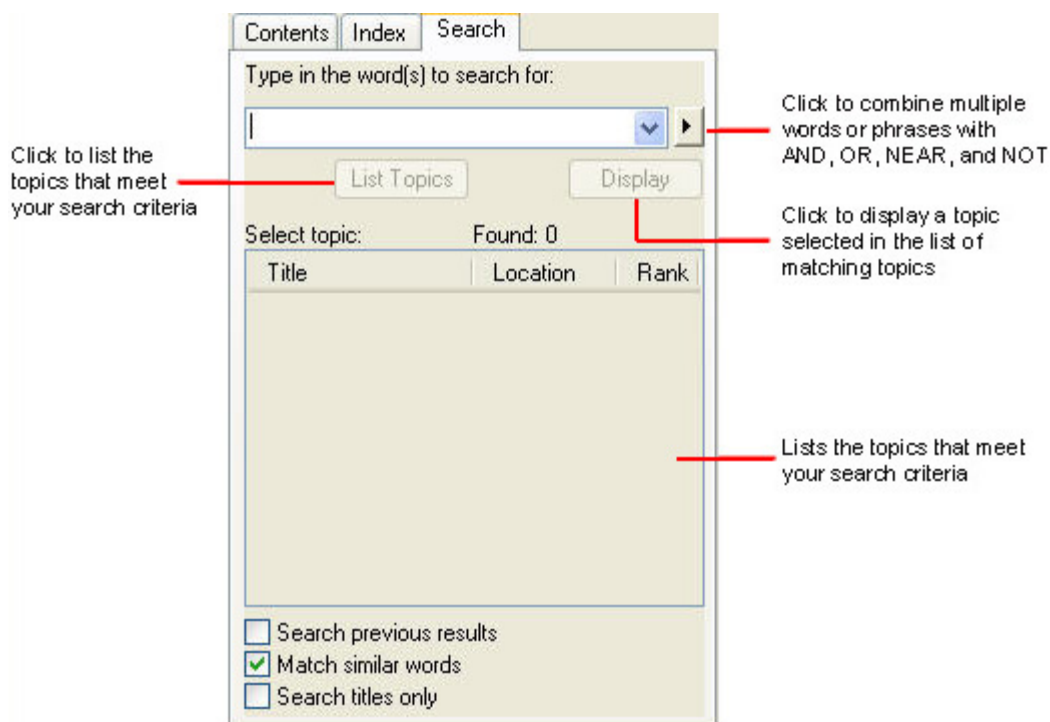 Contents Index Search
Type in the word(s) to search for:
Click to combine multiple
words or phrases with
AND, OR, NEAR, and NOT
Click to list the
topics that meet
your search criteria
List Topics Display
Click to display a topic
selected in the list of
matching topics
Select topic: Found: 0
Title Location Rank
Lists the topics that meet
your search criteria
Search previous results
Match similar words
Search titles only